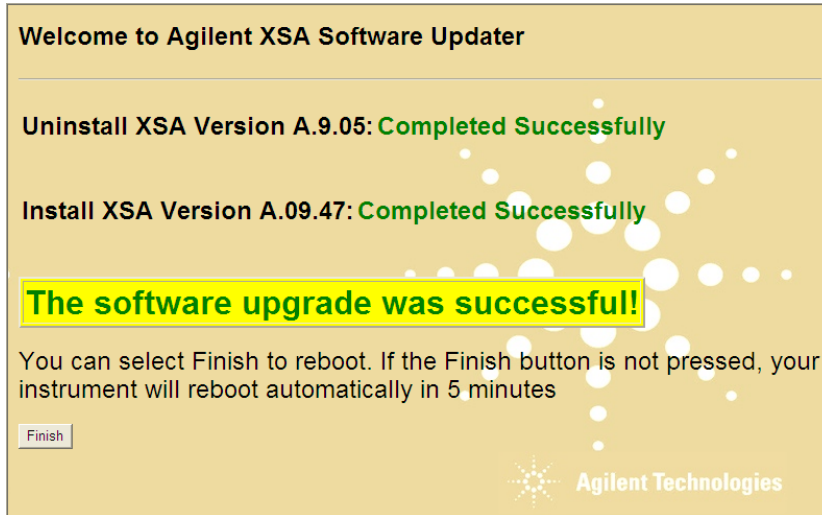 Welcome to Agilent XSA Software Updater
Uninstall XSA Version A.9.05: Completed Successfully
Install XSA Version A.09.47: Completed Successfully
The software upgrade was successful!
You can select Finish to reboot. If the Finish button is not pressed, your
instrument will reboot automatically in 5 minutes
Finish
Agilent Technologies